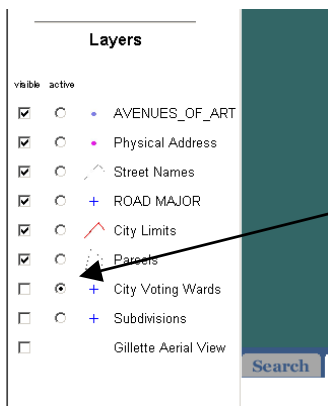 Layers
visible active
AVENUES_OF_ART
Physical Address
Street Names
ROAD MAJOR
City Limits
Parcels
City Voting Wards
Subdivisions
Gillette Aerial View
Search